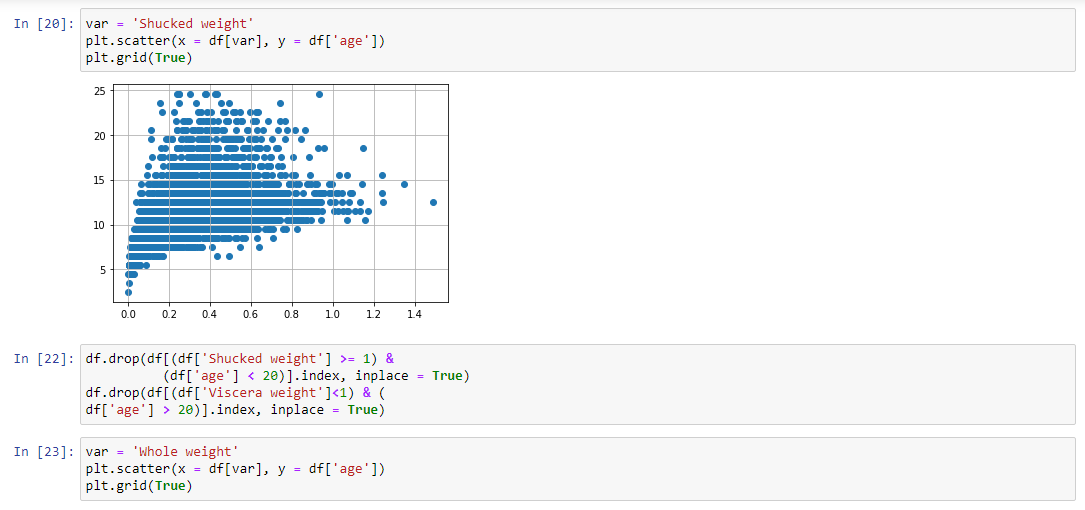 In [20]: var = 'Shucked weight'
plt.scatter(x = df[var], y = df['age'])
plt.grid(True)
25
20
15
10
5
0.0 0.2 0.4 0.6 0.8 1.0 1.2 1.4
In [22]: df.drop(df[(df['Shucked weight'] >= 1) &
(df['age'] < 20)].index, inplace = True)
df.drop(df[(df['Viscera weight']<1) & (
df['age'] > 20)].index, inplace = True)
In [23]: var = 'Whole weight'
plt.scatter(x = df[var], y = df['age'])
plt.grid(True)